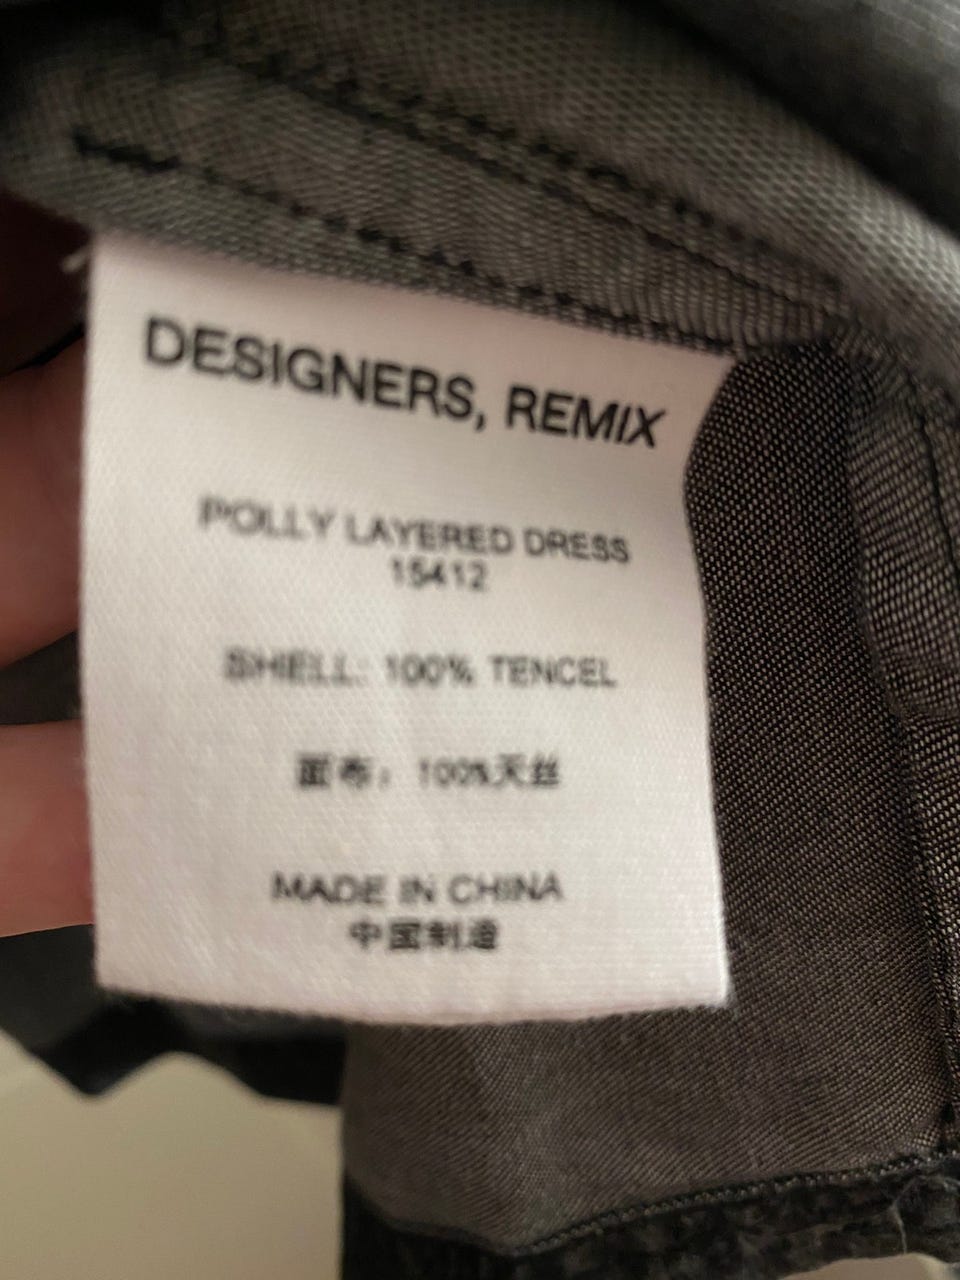 DESIGNERS, REMIX
POLLY LAYERED DRESS
15412
SHELL: 100% TENCEL
面布：100%天丝
MADE IN CHINA
中国制造